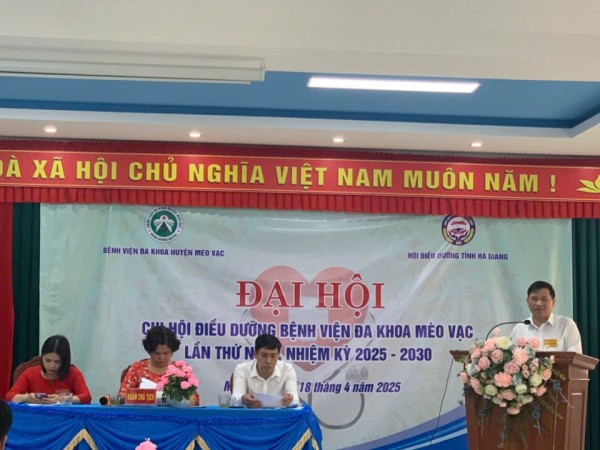 OÀ XÃ HỘI CHỦ NGHĨA VIỆT NAM MUÔN NĂM !
BỆNH VIỆN ĐA KHOA HUYỆN MÈO VẠC
HỘI ĐIỀU DƯỠNG TỈNH HÀ GIANG
ĐẠI HỘI
CHI HỘI ĐIỀU DƯỠNG BỆNH VIỆN ĐA KHOA MÈO VẠC
LẦN THỨ NHIỆM KỲ 2025 - 2030
18 tháng 4 năm 2025
ĐOÀN CHỦ TỊCH